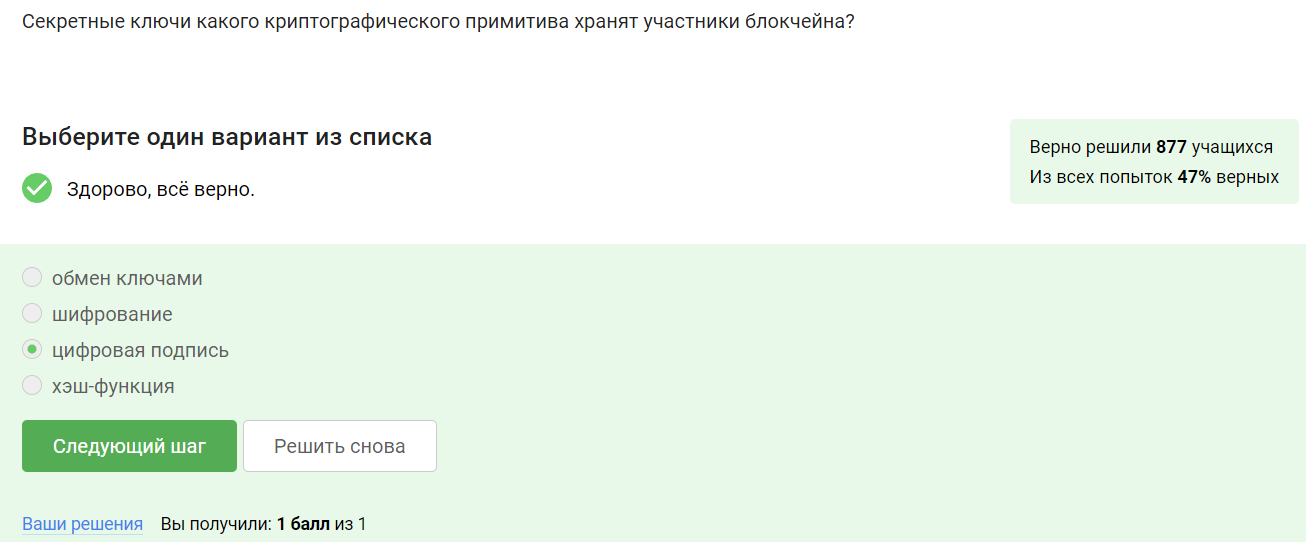 Секретные ключи какого криптографического примитива хранят участники блокчейна?
Выберите один вариант из списка
Здорово, всё верно.
Верно решили 877 учащихся
Из всех попыток 47% верных
обмен ключами
шифрование
цифровая подпись
хэш-функция
Следующий шаг
Решить снова
Ваши решения Вы получили: 1 балл из 1